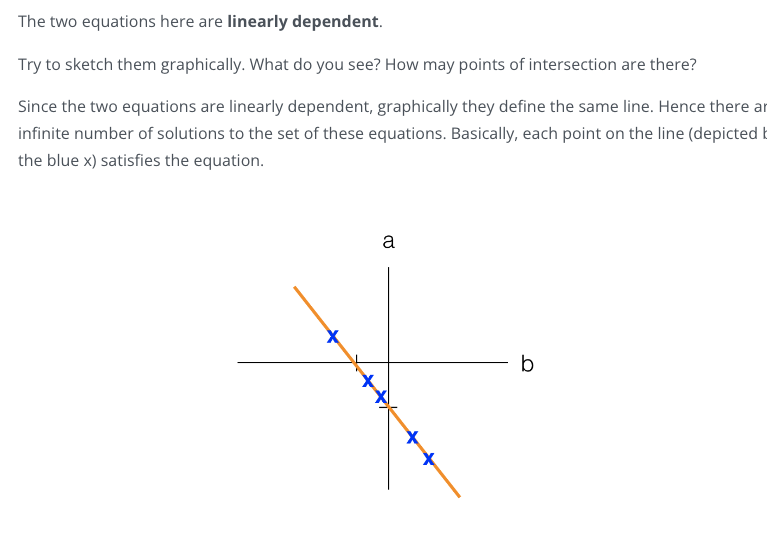 The two equations here are linearly dependent.
Try to sketch them graphically. What do you see? How may points of intersection are there?
Since the two equations are linearly dependent, graphically they define the same line. Hence there
infinite number of solutions to the set of these equations. Basically, each point on the line (depicted
the blue x) satisfies the equation.
a
x
b
x
x
x
x